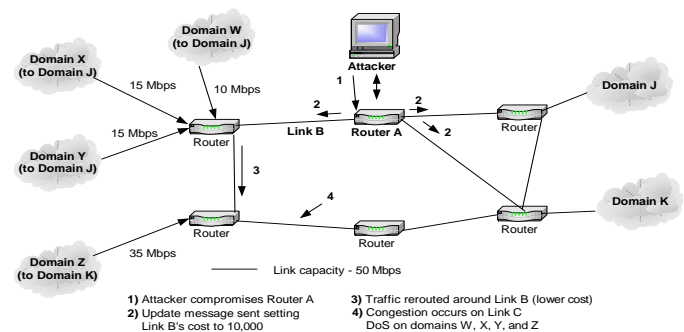 Domain W
(to Domain J)
Domain X
(to Domain J)
Attacker
15 Mbps
10 Mbps
1
2
2
Domain J
15 Mbps
Link B
Router A
2
Router
Router
Domain Y
(to Domain J)
3
4
Domain K
Router
Router
Router
Domain Z
(to Domain K)
35 Mbps
Link capacity - 50 Mbps
1) Attacker compromises Router A
2) Update message sent setting
Link B's cost to 10,000
3) Traffic rerouted around Link B (lower cost)
4) Congestion occurs on Link C
DoS on domains W, X, Y, and Z